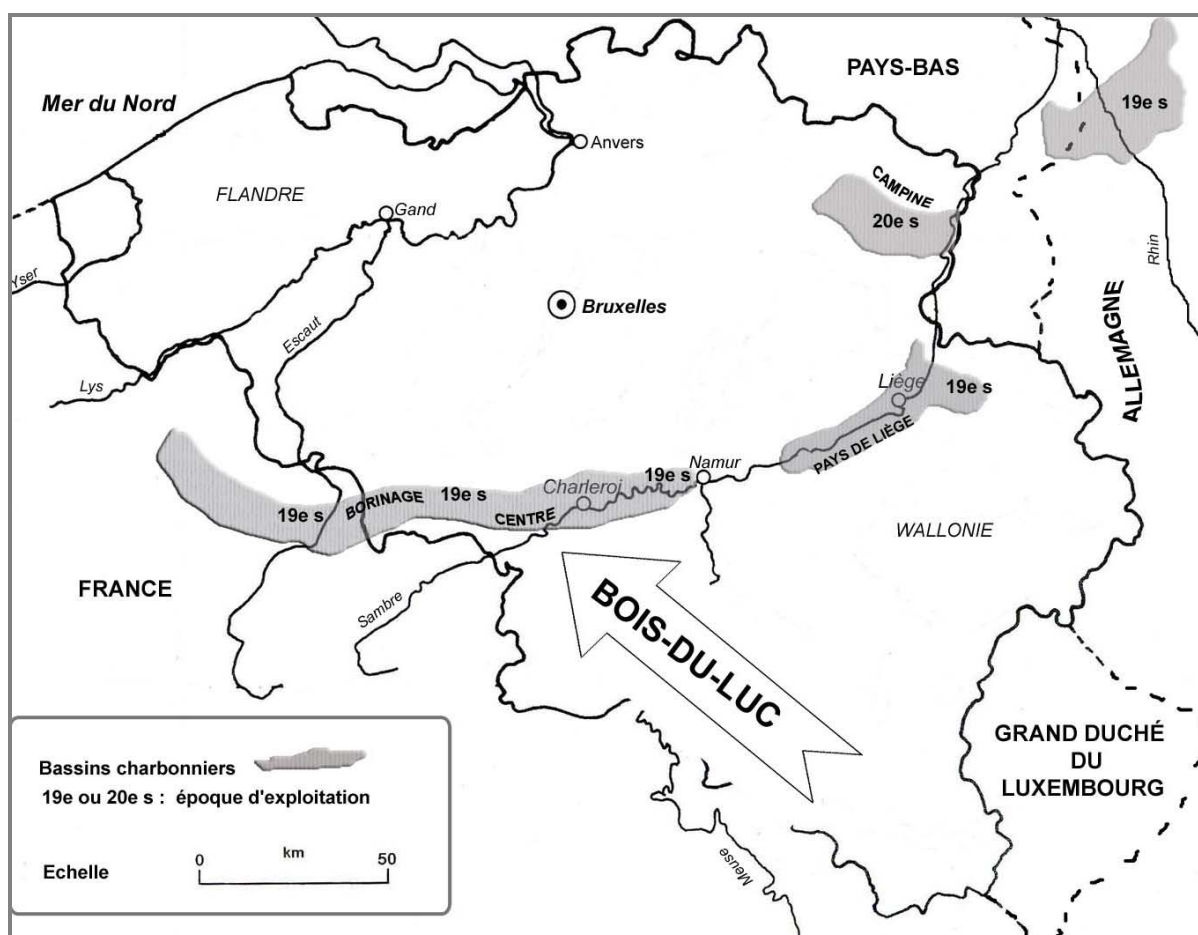 PAYS-BAS
19e s
Mer du Nord
Anvers
CAMPINE
FLANDRE
Gand
20e s
Yser
Rhin
Bruxelles
Escaut
ALLEMAGNE
Lys
Liège
19e s
PAYS DE LIÈGE
Namur
19e s
Charleroi
19e s
BORINAGE
19e s
CENTRE
WALLONIE
FRANCE
Sambre
BOIS-DU-LUC
GRAND DUCHÉ
DU
LUXEMBOURG
Meuse
Bassins charbonniers
19e ou 20e s : époque d'exploitation
Echelle
0 km 50